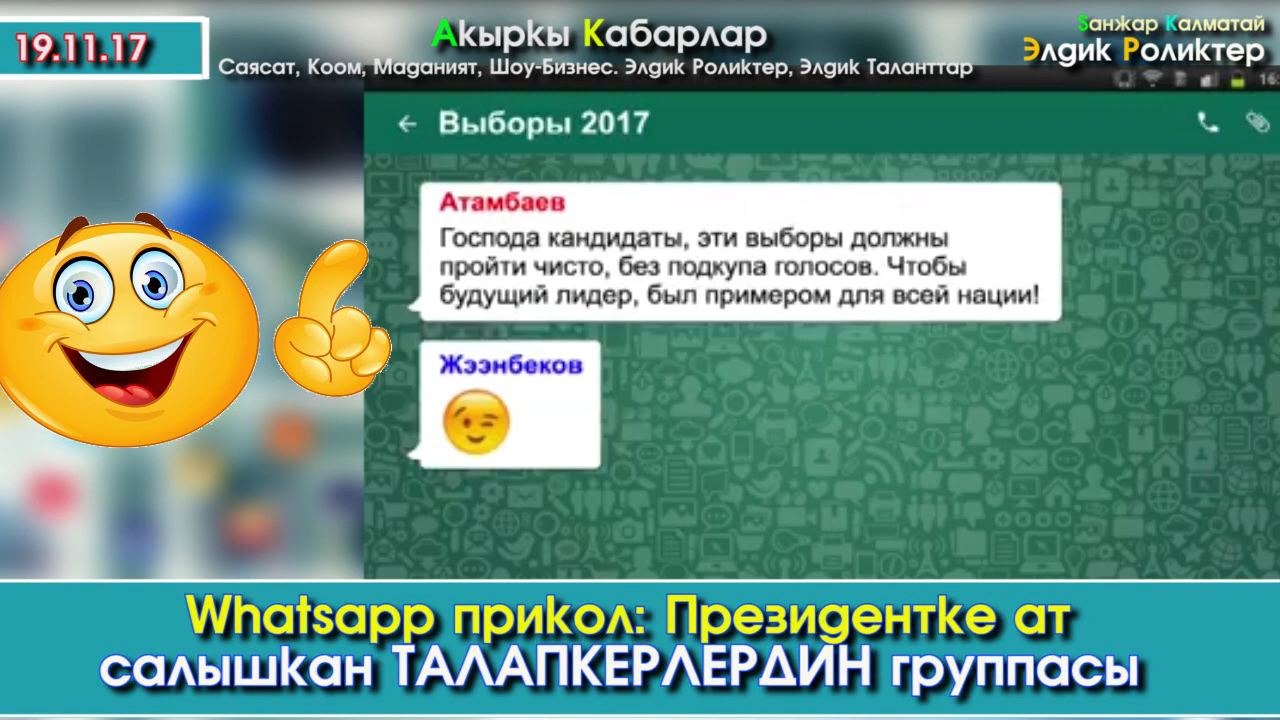 19.11.17
Акыркы Кабарлар
Sанжар Калматай
Элдик Роликтер
Саясат, Коом, Маданият, Шоу-Бизнес. Элдик Роликтер, Элдик Таланттар
Выборы 2017
Атамбаев
Господа кандидаты, эти выборы должны
пройти чисто, без подкупа голосов. Чтобы
будущий лидер, был примером для всей нации!
Жээнбеков
Whatsapp прикол: Президентке ат
салышкан ТАЛАПКЕРЛЕРДИН группасы